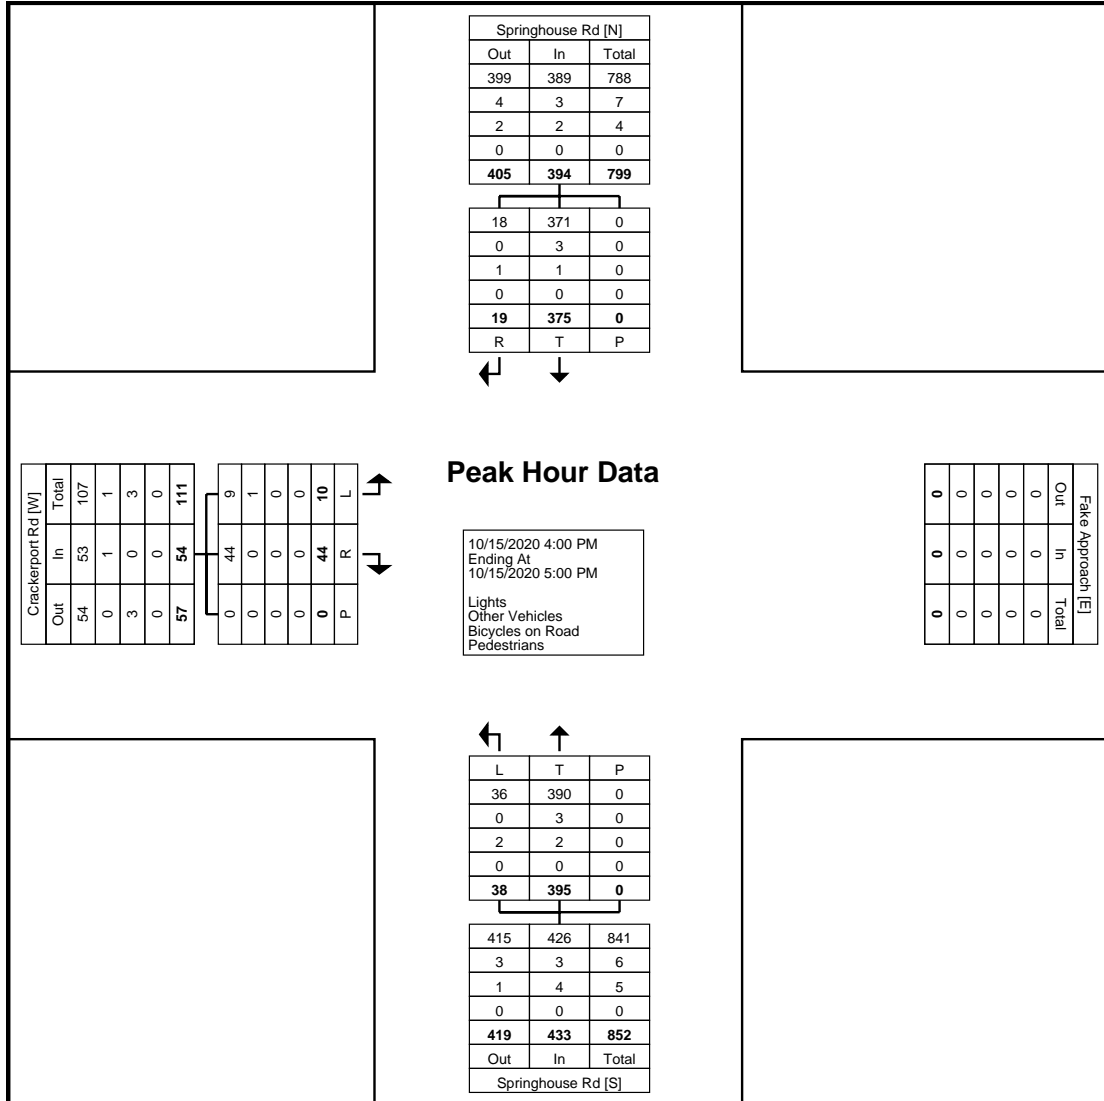 Springhouse Rd [N]
Out In Total
399 389 788
4 3 7
2 2 4
0 0 0
405 394 799
18 371 0
0 3 0
1 1 0
0 0 0
19 375 0
R T P
Peak Hour Data
10/15/2020 4:00 PM
Ending At
10/15/2020 5:00 PM
Lights
Other Vehicles
Bicycles on Road
Pedestrians
Crackerport Rd [W]
Out In Total
54 53 107
0 1 1
3 0 3
0 0 0
57 54 111
0 44 9
0 0 1
0 0 0
0 0 0
0 44 10
P R L
Fake Approach [E]
Out In Total
0 0 0
0 0 0
0 0 0
0 0 0
0 0 0
L T P
36 390 0
0 3 0
2 2 0
0 0 0
38 395 0
415 426 841
3 3 6
1 4 5
0 0 0
419 433 852
Out In Total
Springhouse Rd [S]